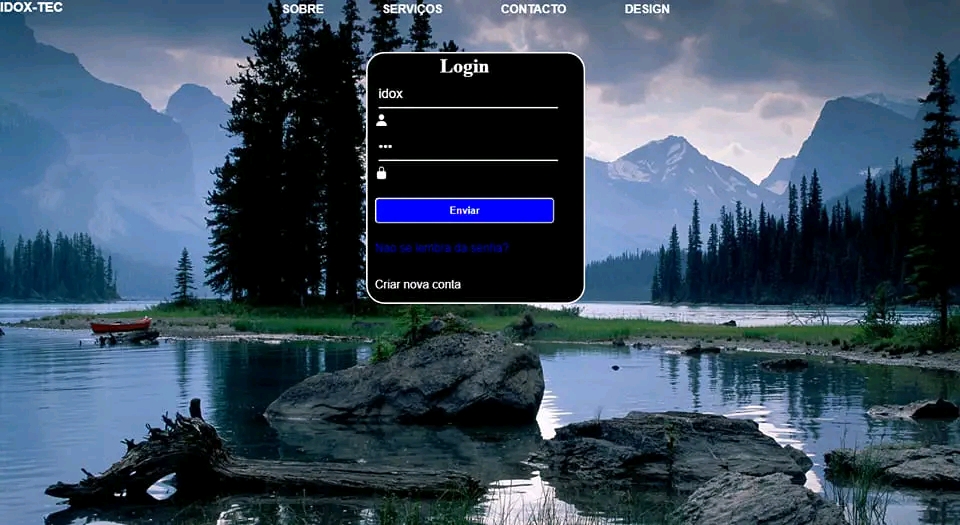 IDOX-TEC
SOBRE SERVIÇOS CONTACTO DESIGN
Login
idox
•••
Enviar
Nao se lembra da senha?
Criar nova conta